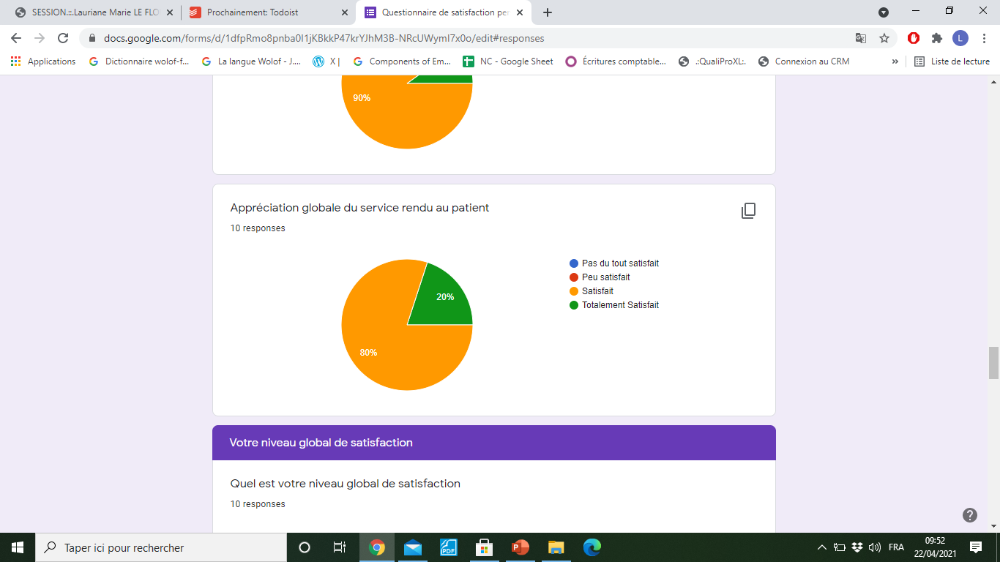 SESSION.::.Lauriane Marie LE FLO
Prochainement: Todoist
Questionnaire de satisfaction per
docs.google.com/forms/d/1dfpRmo8pnba0I1jKBkkP47krYJhM3B-NRcUWymI7x0o/edit#responses
L
Applications
Dictionnaire wolof-f...
La langue Wolof - J....
X |
Components of Em...
NC - Google Sheet
Écritures comptable...
.:QualiProXL:.
Connexion au CRM
»
Liste de lecture
90%
Appréciation globale du service rendu au patient
10 responses
20%
80%
Pas du tout satisfait
Peu satisfait
Satisfait
Totalement Satisfait
Votre niveau global de satisfaction
Quel est votre niveau global de satisfaction
10 responses
Taper ici pour rechercher
PDF
FRA
09:52
22/04/2021